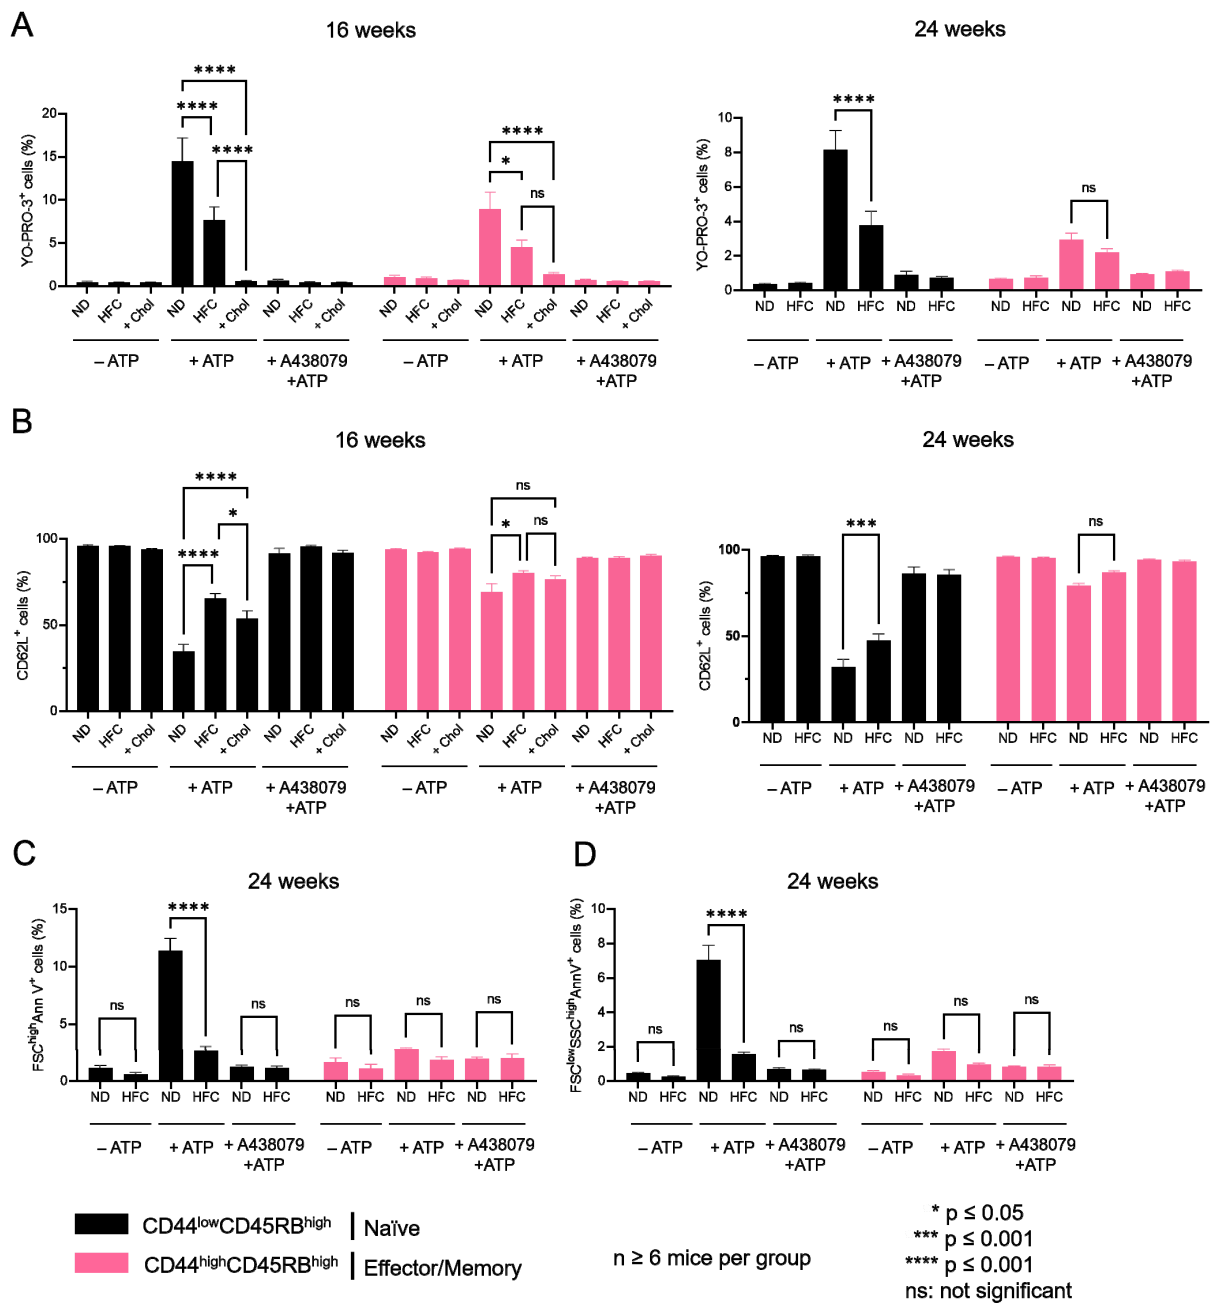 A
16 weeks
24 weeks
YO-PRO-3+ cells (%)
20
15
10
5
0
**** **** **** **** * ns
ND HFC + Chol ND HFC + Chol ND HFC + Chol ND HFC + Chol ND HFC + Chol ND HFC + Chol
– ATP + ATP + A438079 +ATP – ATP + ATP + A438079 +ATP
YO-PRO-3+ cells (%)
10
8
6
4
2
0
**** ns
ND HFC ND HFC ND HFC ND HFC ND HFC ND HFC
– ATP + ATP + A438079 +ATP – ATP + ATP + A438079 +ATP
B
16 weeks
24 weeks
CD62L+ cells (%)
100
50
0
**** * **** ns * ns
ND HFC + Chol ND HFC + Chol ND HFC + Chol ND HFC + Chol ND HFC + Chol ND HFC + Chol
– ATP + ATP + A438079 +ATP – ATP + ATP + A438079 +ATP
CD62L+ cells (%)
100
50
0
*** ns
ND HFC ND HFC ND HFC ND HFC ND HFC ND HFC
– ATP + ATP + A438079 +ATP – ATP + ATP + A438079 +ATP
C
24 weeks
FSChighAnn V+ cells (%)
15
10
5
0
ns **** ns ns ns ns
ND HFC ND HFC ND HFC ND HFC ND HFC ND HFC
– ATP + ATP + A438079 +ATP – ATP + ATP + A438079 +ATP
D
24 weeks
FSClowSSChighAnnV+ cells (%)
10
8
6
4
2
0
ns **** ns ns ns ns
ND HFC ND HFC ND HFC ND HFC ND HFC ND HFC
– ATP + ATP + A438079 +ATP – ATP + ATP + A438079 +ATP
CD44lowCD45RBhigh | Naïve
CD44highCD45RBhigh | Effector/Memory
n ≥ 6 mice per group
* p ≤ 0.05
*** p ≤ 0.001
**** p ≤ 0.001
ns: not significant